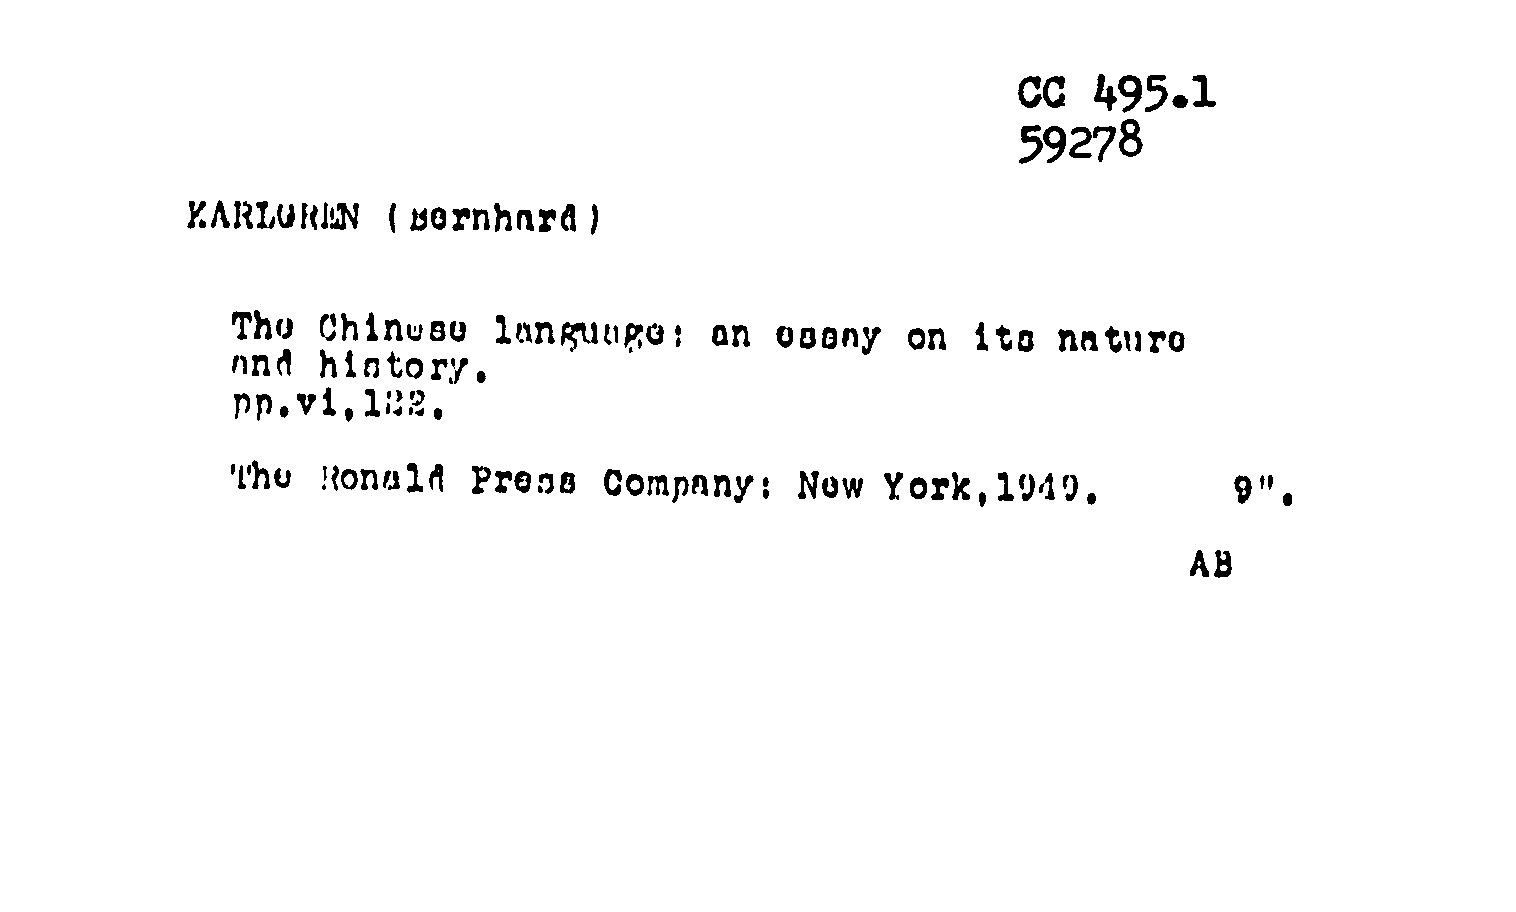 CC 495.1
59278
KARLGREN (Bernhard)
The Chinese language: an essay on its nature
and history.
pp.vi,122.
The Ronald Press Company: New York,1949. 9".
AB